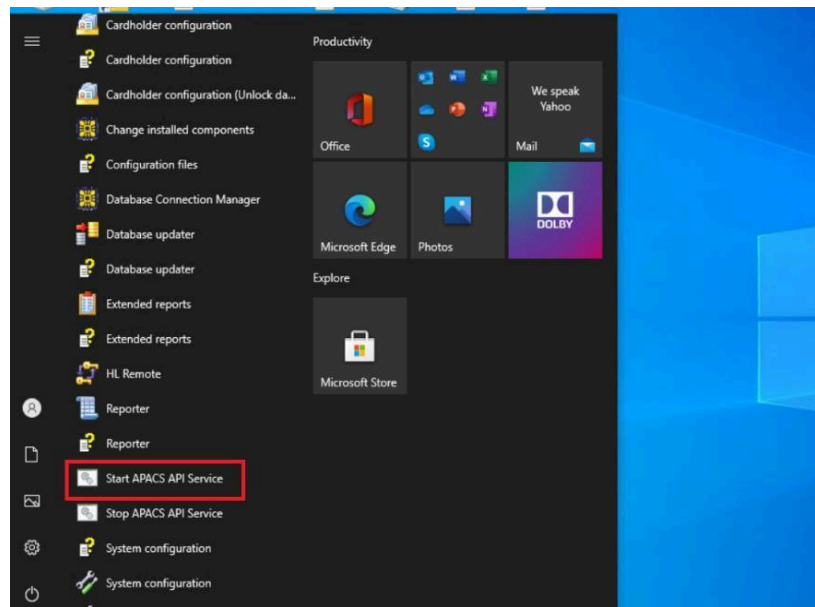 Cardholder configuration
Cardholder configuration
Cardholder configuration (Unlock da...
Change installed components
Configuration files
Database Connection Manager
Database updater
Database updater
Extended reports
Extended reports
HL Remote
Reporter
Reporter
Start APACS API Service
Stop APACS API Service
System configuration
System configuration
Productivity
Office
We speak
Yahoo
Mail
Microsoft Edge
Photos
DOLBY
Explore
Microsoft Store